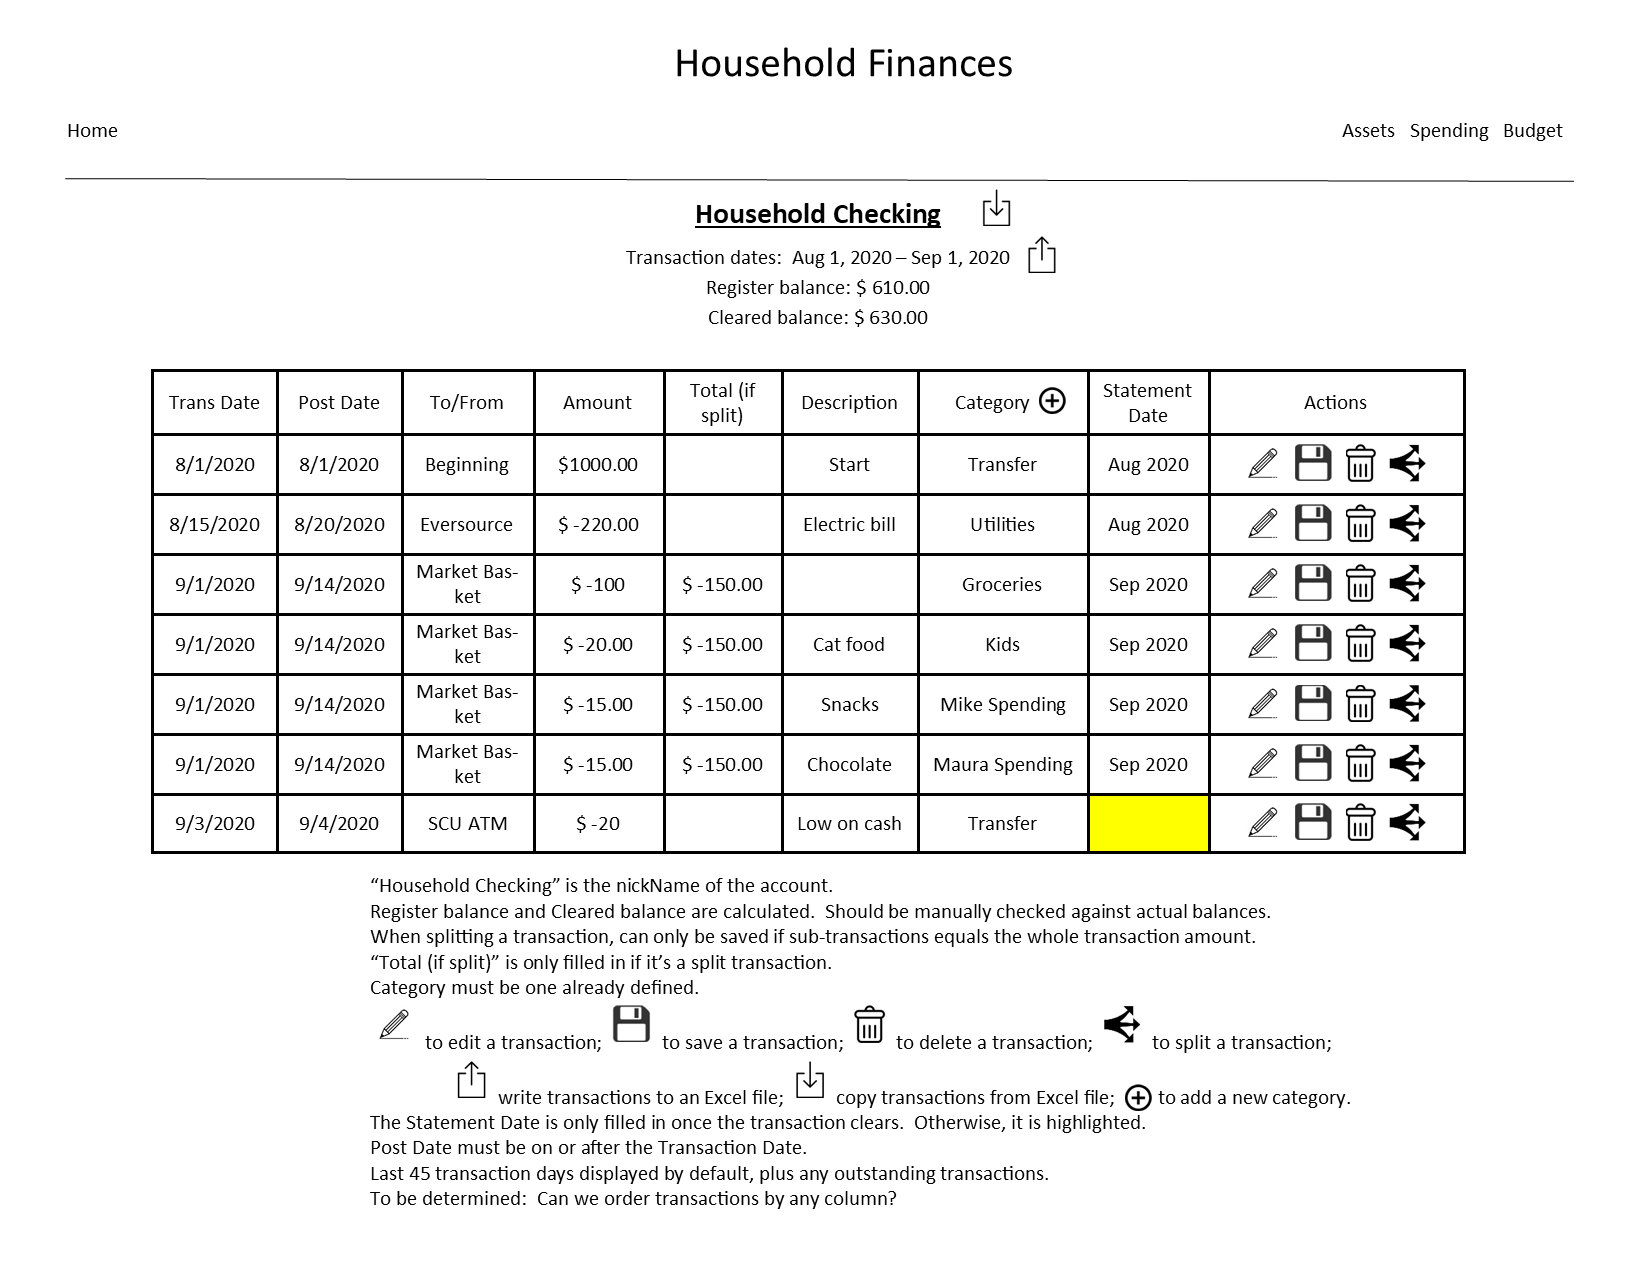 Household Finances
Home
Assets Spending Budget
Household Checking
Transaction dates: Aug 1, 2020 – Sep 1, 2020
Register balance: $ 610.00
Cleared balance: $ 630.00
Trans Date Post Date To/From Amount Total (if split) Description Category Statement Date Actions
8/1/2020 8/1/2020 Beginning $1000.00 Start Transfer Aug 2020
8/15/2020 8/20/2020 Eversource $ -220.00 Electric bill Utilities Aug 2020
9/1/2020 9/14/2020 Market Bas-ket $ -100 $ -150.00 Groceries Sep 2020
9/1/2020 9/14/2020 Market Bas-ket $ -20.00 $ -150.00 Cat food Kids Sep 2020
9/1/2020 9/14/2020 Market Bas-ket $ -15.00 $ -150.00 Snacks Mike Spending Sep 2020
9/1/2020 9/14/2020 Market Bas-ket $ -15.00 $ -150.00 Chocolate Maura Spending Sep 2020
9/3/2020 9/4/2020 SCU ATM $ -20 Low on cash Transfer
“Household Checking” is the nickName of the account.
Register balance and Cleared balance are calculated. Should be manually checked against actual balances.
When splitting a transaction, can only be saved if sub-transactions equals the whole transaction amount.
“Total (if split)” is only filled in if it’s a split transaction.
Category must be one already defined.
to edit a transaction; to save a transaction; to delete a transaction; to split a transaction;
write transactions to an Excel file; copy transactions from Excel file; to add a new category.
The Statement Date is only filled in once the transaction clears. Otherwise, it is highlighted.
Post Date must be on or after the Transaction Date.
Last 45 transaction days displayed by default, plus any outstanding transactions.
To be determined: Can we order transactions by any column?